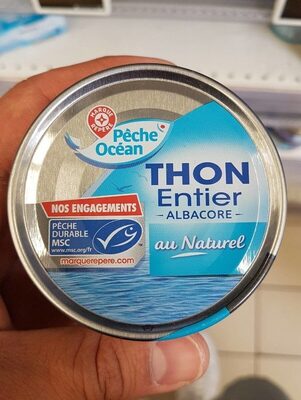 MARQUE
REPÈRE
Pêche
Océan
THON
Entier
ALBACORE
au Naturel
NOS ENGAGEMENTS
PÊCHE
DURABLE
MSC
www.msc.org/fr
marquerepere.com